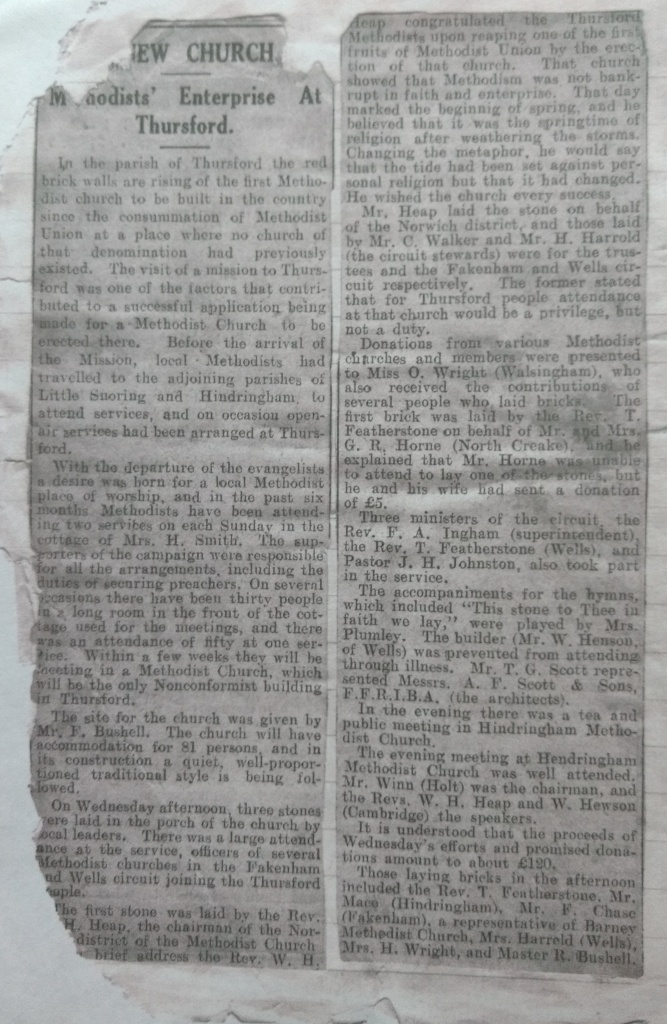 NEW CHURCH
Methodists' Enterprise At
Thursford.
In the parish of Thursford the red
brick walls are rising of the first Metho-
dist church to be built in the country
since the consummation of Methodist
Union at a place where no church of
that denomination had previously
existed. The visit of a mission to Thurs-
ford was one of the factors that contri-
buted to a successful application being
made for a Methodist Church to be
erected there. Before the arrival of
the Mission, local Methodists had
travelled to the adjoining parishes of
Little Snoring and Hindringham to
attend services, and on occasion open-
air services had been arranged at Thurs-
ford.
With the departure of the evangelists
a desire was born for a local Methodist
place of worship, and in the past six
months Methodists have been attend-
ing two services on each Sunday in the
cottage of Mrs. H. Smith. The sup-
porters of the campaign were responsible
for all the arrangements, including the
duties of securing preachers. On several
occasions there have been thirty people
in a long room in the front of the cot-
tage used for the meetings, and there
was an attendance of fifty at one ser-
vice. Within a few weeks they will be
meeting in a Methodist Church, which
will be the only Nonconformist building
in Thursford.
The site for the church was given by
Mr. F. Bushell. The church will have
accommodation for 81 persons, and in
its construction a quiet, well-propor-
tioned traditional style is being fol-
lowed.
On Wednesday afternoon, three stones
were laid in the porch of the church by
local leaders. There was a large attend-
ance at the service, officers of several
Methodist churches in the Fakenham
and Wells circuit joining the Thursford
people.
The first stone was laid by the Rev.
H. Heap, the chairman of the Nor-
district of the Methodist Church
brief address the Rev. W. H.
Heap congratulated the Thursford
Methodists upon reaping one of the first
fruits of Methodist Union by the erec-
tion of that church. That church
showed that Methodism was not bank-
rupt in faith and enterprise. That day
marked the beginnig of spring, and he
believed that it was the springtime of
religion after weathering the storms.
Changing the metaphor, he would say
that the tide had been set against per-
sonal religion but that it had changed.
He wished the church every success.
Mr. Heap laid the stone on behalf
of the Norwich district, and those laid
by Mr. C. Walker and Mr. H. Harrold
(the circuit stewards) were for the trus-
tees and the Fakenham and Wells cir-
cuit respectively. The former stated
that for Thursford people attendance
at that church would be a privilege, but
not a duty.
Donations from various Methodist
churches and members were presented
to Miss O. Wright (Walsingham), who
also received the contributions of
several people who laid bricks. The
first brick was laid by the Rev. T.
Featherstone on behalf of Mr. and Mrs.
G. R. Horne (North Creake), and he
explained that Mr. Horne was unable
to attend to lay one of the stones, but
he and his wife had sent a donation
of £5.
Three ministers of the circuit, the
Rev. F. A. Ingham (superintendent),
the Rev. T. Featherstone (Wells), and
Pastor J. H. Johnston, also took part
in the service.
The accompaniments for the hymns,
which included "This stone to Thee in
faith we lay," were played by Mrs.
Plumley. The builder (Mr. W. Henson,
of Wells) was prevented from attending
through illness. Mr. T. G. Scott repre-
sented Messrs. A. F. Scott & Sons,
F.F.R.I.B.A. (the architects).
In the evening there was a tea and
public meeting in Hindringham Metho-
dist Church.
The evening meeting at Hendringham
Methodist Church was well attended.
Mr. Winn (Holt) was the chairman, and
the Revs. W. H. Heap and W. Hewson
(Cambridge) the speakers.
It is understood that the proceeds of
Wednesday's efforts and promised dona-
tions amount to about £120.
Those laying bricks in the afternoon
included the Rev. T. Featherstone, Mr.
Mace (Hindringham), Mr. F. Chase
(Fakenham), a representative of Barney
Methodist Church, Mrs. Harrold (Wells),
Mrs. H. Wright, and Master R. Bushell.